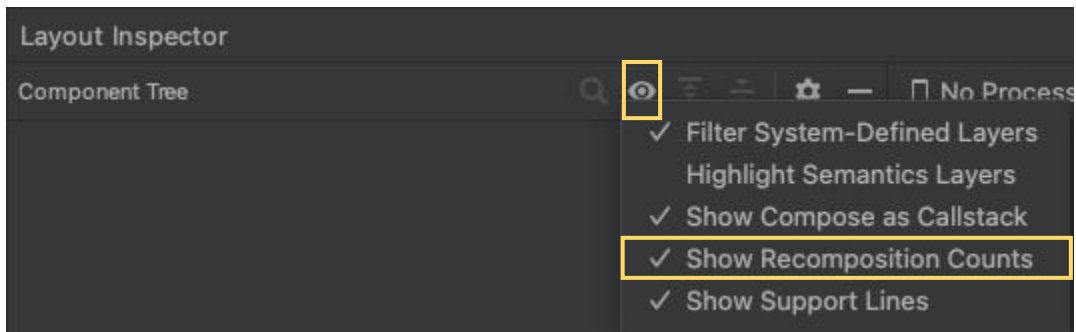 Layout Inspector
Component Tree
No Process
Filter System-Defined Layers
Highlight Semantics Layers
Show Compose as Callstack
Show Recomposition Counts
Show Support Lines